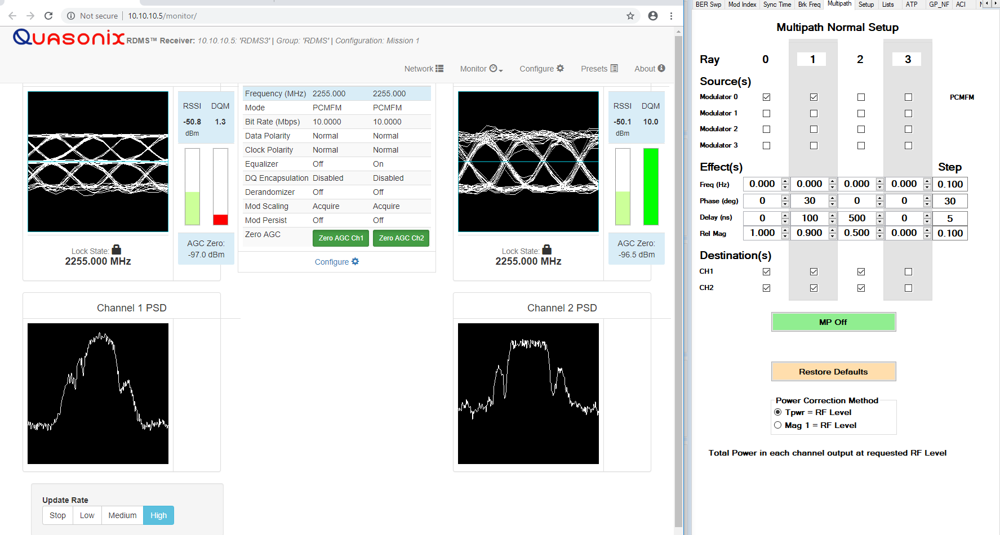 Not secure | 10.10.10.5/monitor/
QUASONIX RDMS™ Receiver: 10.10.10.5: 'RDMS3' | Group: 'RDMS' | Configuration: Mission 1
Network Monitor Configure Presets About
RSSI DQM
-50.8 1.3
dBm
Lock State:
2255.000 MHz
AGC Zero:
-97.0 dBm
Frequency (MHz) 2255.000 2255.000
Mode PCMFM PCMFM
Bit Rate (Mbps) 10.0000 10.0000
Data Polarity Normal Normal
Clock Polarity Normal Normal
Equalizer Off On
DQ Encapsulation Disabled Disabled
Derandomizer Off Off
Mod Scaling Acquire Acquire
Mod Persist Off Off
Zero AGC Zero AGC Ch1 Zero AGC Ch2
Configure
RSSI DQM
-50.1 10.0
dBm
Lock State:
2255.000 MHz
AGC Zero:
-96.5 dBm
Channel 1 PSD
Channel 2 PSD
Update Rate
Stop Low Medium High
BER Swp Mod Index Sync Time Brk Freq Multipath Setup Lists ATP GP_NF ACI
Multipath Normal Setup
Ray 0 1 2 3
Source(s)
Modulator 0 PCMFM
Modulator 1
Modulator 2
Modulator 3
Effect(s) Step
Freq (Hz) 0.000 0.000 0.000 0.000 0.100
Phase (deg) 0 30 0 0 30
Delay (ns) 0 100 500 0 5
Rel Mag 1.000 0.900 0.500 0.000 0.100
Destination(s)
CH1
CH2
MP Off
Restore Defaults
Power Correction Method
Tpwr = RF Level
Mag 1 = RF Level
Total Power in each channel output at requested RF Level